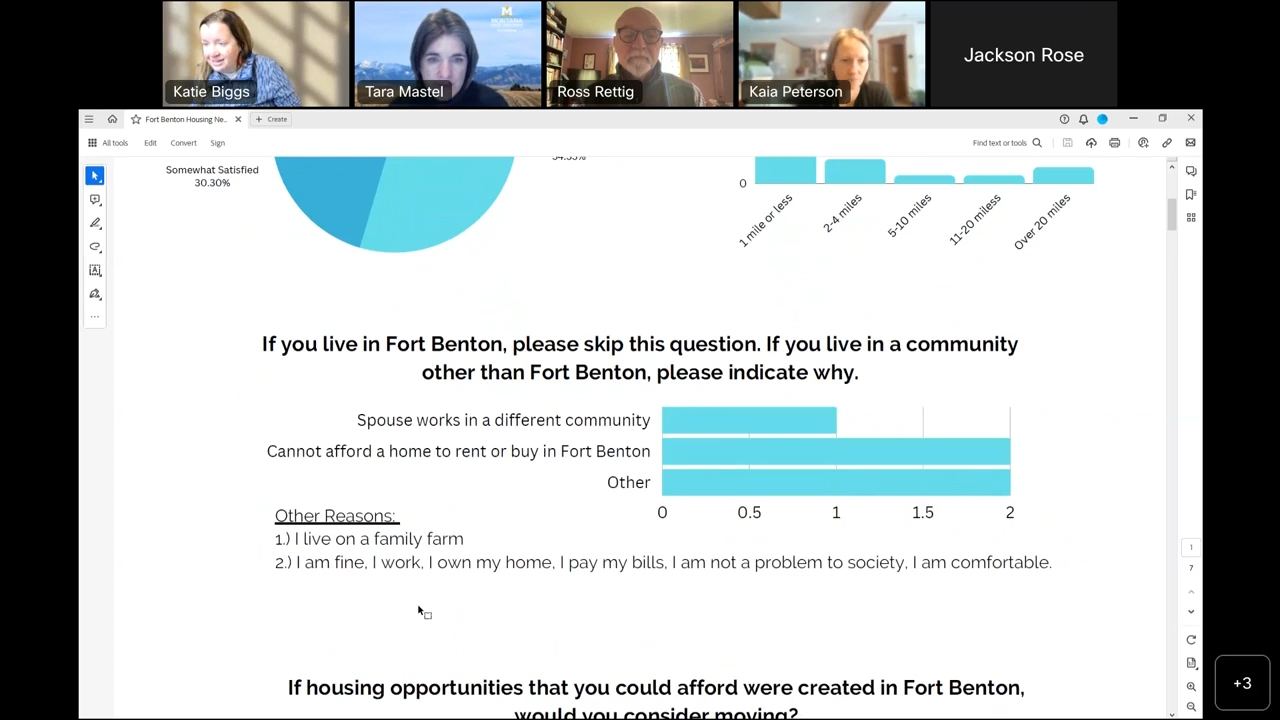 Katie Biggs
Tara Mastel
Ross Rettig
Kaia Peterson
Jackson Rose
MONTANA
Fort Benton Housing Ne..
Create
All tools
Edit
Convert
Sign
Find text or tools
Somewhat Satisfied
30.30%
0
1 mile or less
2-4 miles
5-10 miles
11-20 miless
Over 20 miles
If you live in Fort Benton, please skip this question. If you live in a community
other than Fort Benton, please indicate why.
Spouse works in a different community
Cannot afford a home to rent or buy in Fort Benton
Other
0 0.5 1 1.5 2
Other Reasons:
1.) I live on a family farm
2.) I am fine, I work, I own my home, I pay my bills, I am not a problem to society, I am comfortable.
1
7
If housing opportunities that you could afford were created in Fort Benton,
would you consider moving?
+3